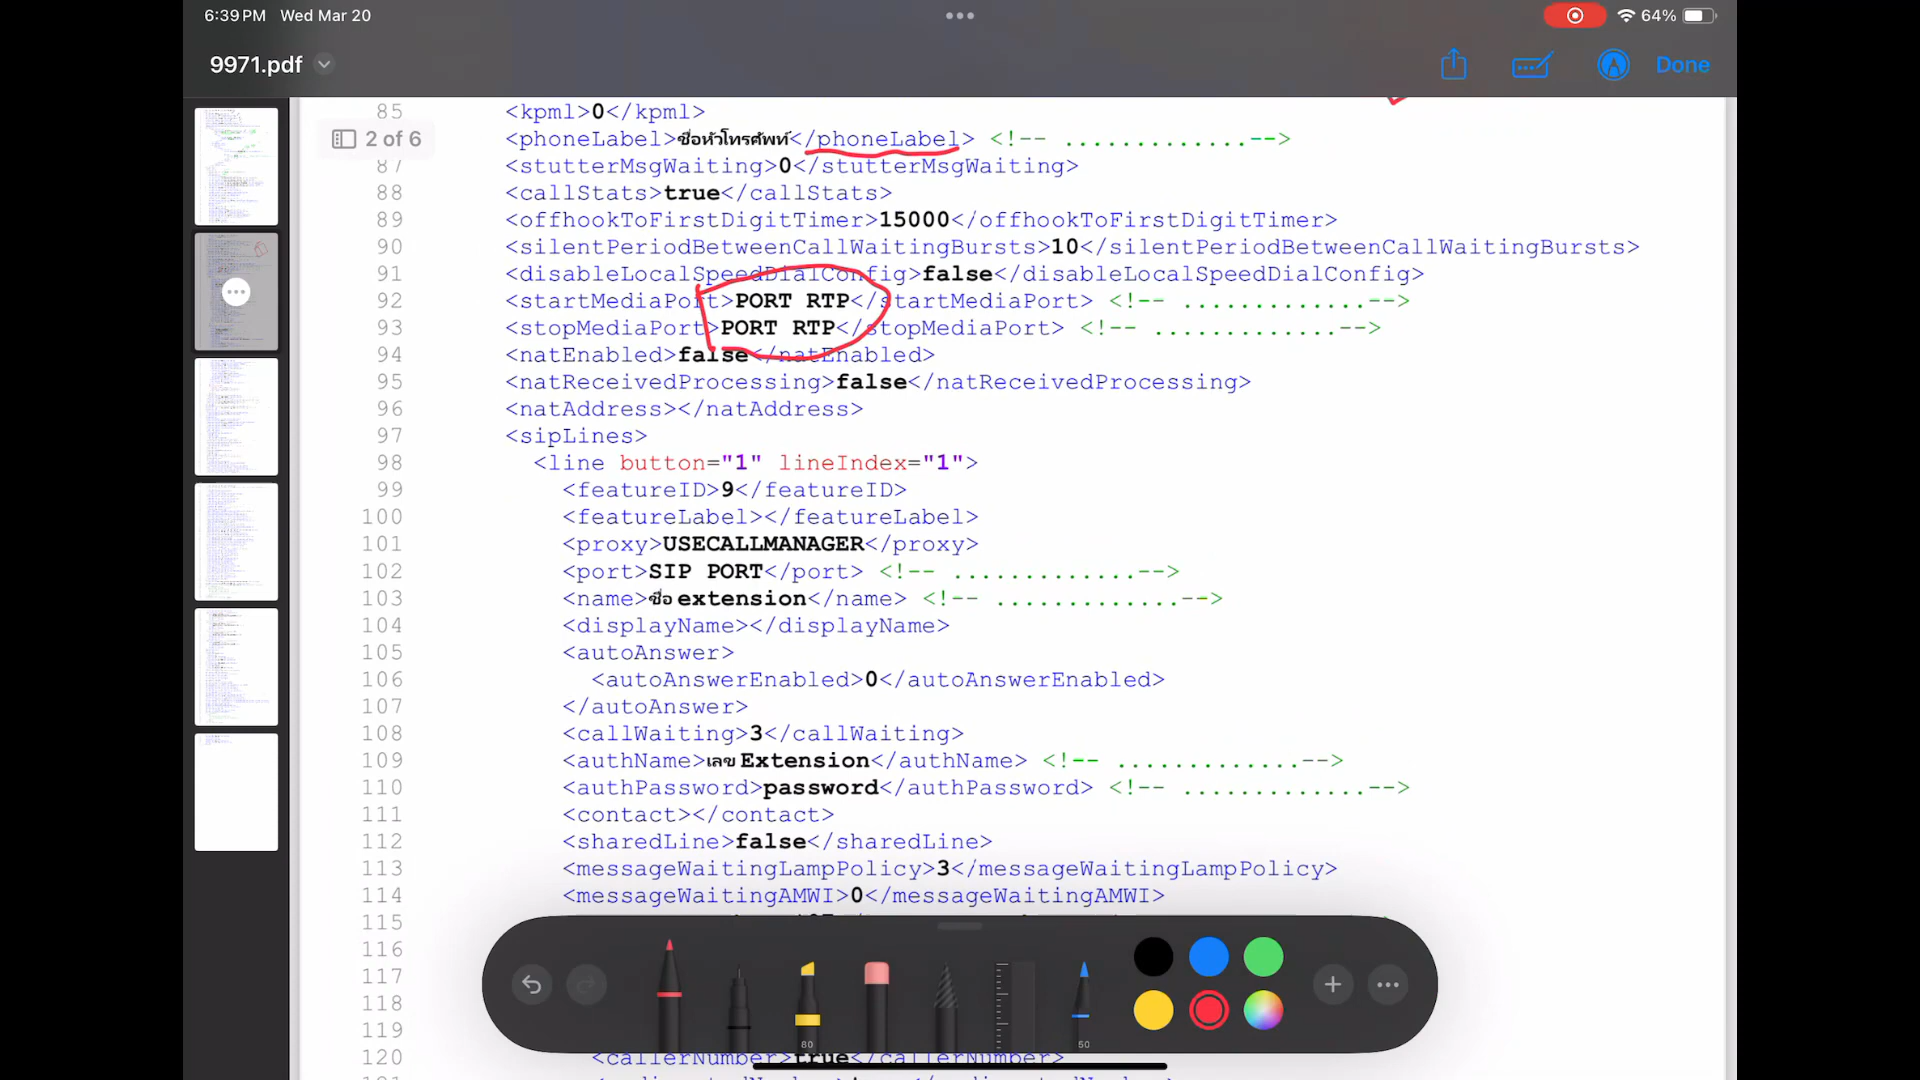 6:39 PM Wed Mar 20
64%
9971.pdf
Done
2 of 6
85 <kpml>0</kpml>
<phoneLabel>ชื่อหัวโทรศัพท์</phoneLabel> <!-- .............-->
87 <stutterMsgWaiting>0</stutterMsgWaiting>
88 <callStats>true</callStats>
89 <offhookToFirstDigitTimer>15000</offhookToFirstDigitTimer>
90 <silentPeriodBetweenCallWaitingBursts>10</silentPeriodBetweenCallWaitingBursts>
91 <disableLocalSpeedDialConfig>false</disableLocalSpeedDialConfig>
92 <startMediaPort>PORT RTP</startMediaPort> <!-- .............-->
93 <stopMediaPort>PORT RTP</stopMediaPort> <!-- .............-->
94 <natEnabled>false</natEnabled>
95 <natReceivedProcessing>false</natReceivedProcessing>
96 <natAddress></natAddress>
97 <sipLines>
98 <line button="1" lineIndex="1">
99 <featureID>9</featureID>
100 <featureLabel></featureLabel>
101 <proxy>USECALLMANAGER</proxy>
102 <port>SIP PORT</port> <!-- .............-->
103 <name>ชื่อ extension</name> <!-- .............-->
104 <displayName></displayName>
105 <autoAnswer>
106 <autoAnswerEnabled>0</autoAnswerEnabled>
107 </autoAnswer>
108 <callWaiting>3</callWaiting>
109 <authName>เลข Extension</authName> <!-- .............-->
110 <authPassword>password</authPassword> <!-- .............-->
111 <contact></contact>
112 <sharedLine>false</sharedLine>
113 <messageWaitingLampPolicy>3</messageWaitingLampPolicy>
114 <messageWaitingAMWI>0</messageWaitingAMWI>
115
116
117
118
119
120 <callerNumber>true</callerNumber>
80
50